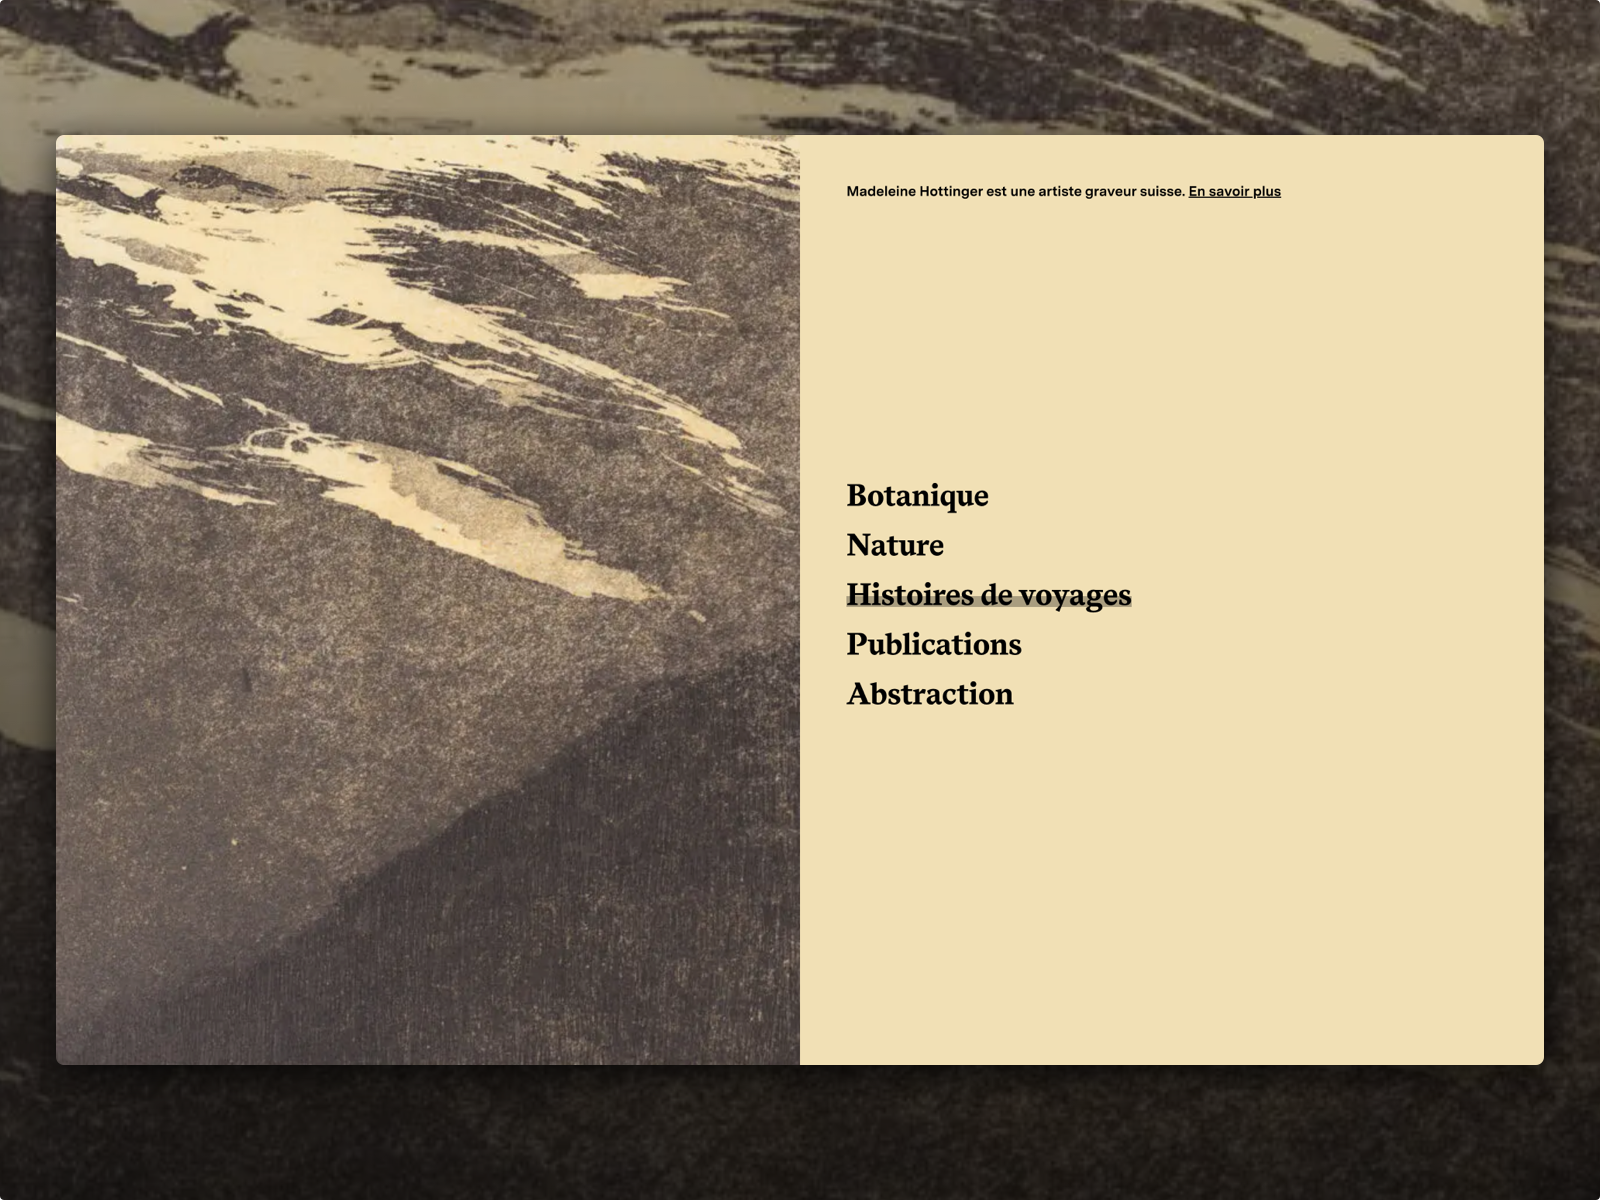 Madeleine Hottinger est une artiste graveur suisse. En savoir plus
Botanique
Nature
Histoires de voyages
Publications
Abstraction